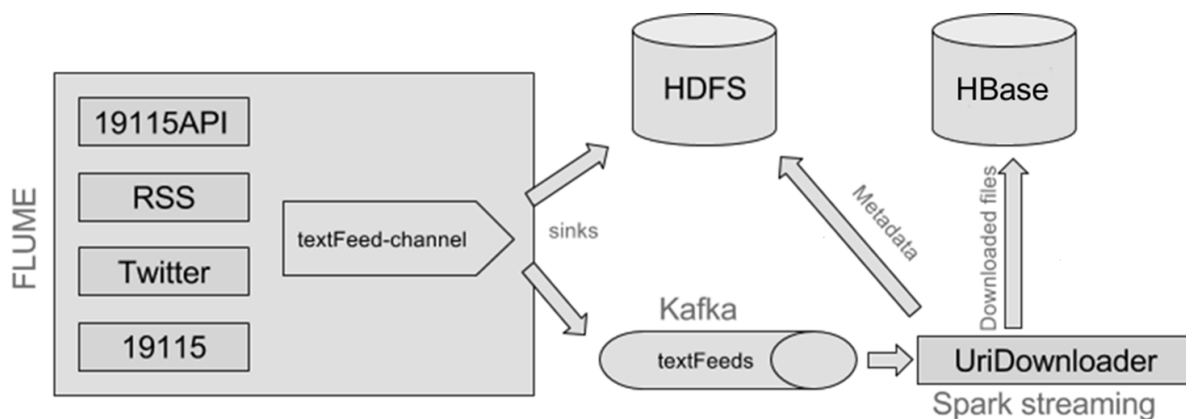 FLUME
19115API
RSS
Twitter
19115
textFeed-channel
sinks
HDFS
HBase
Metadata
Downloaded files
Kafka
textFeeds
UriDownloader
Spark streaming